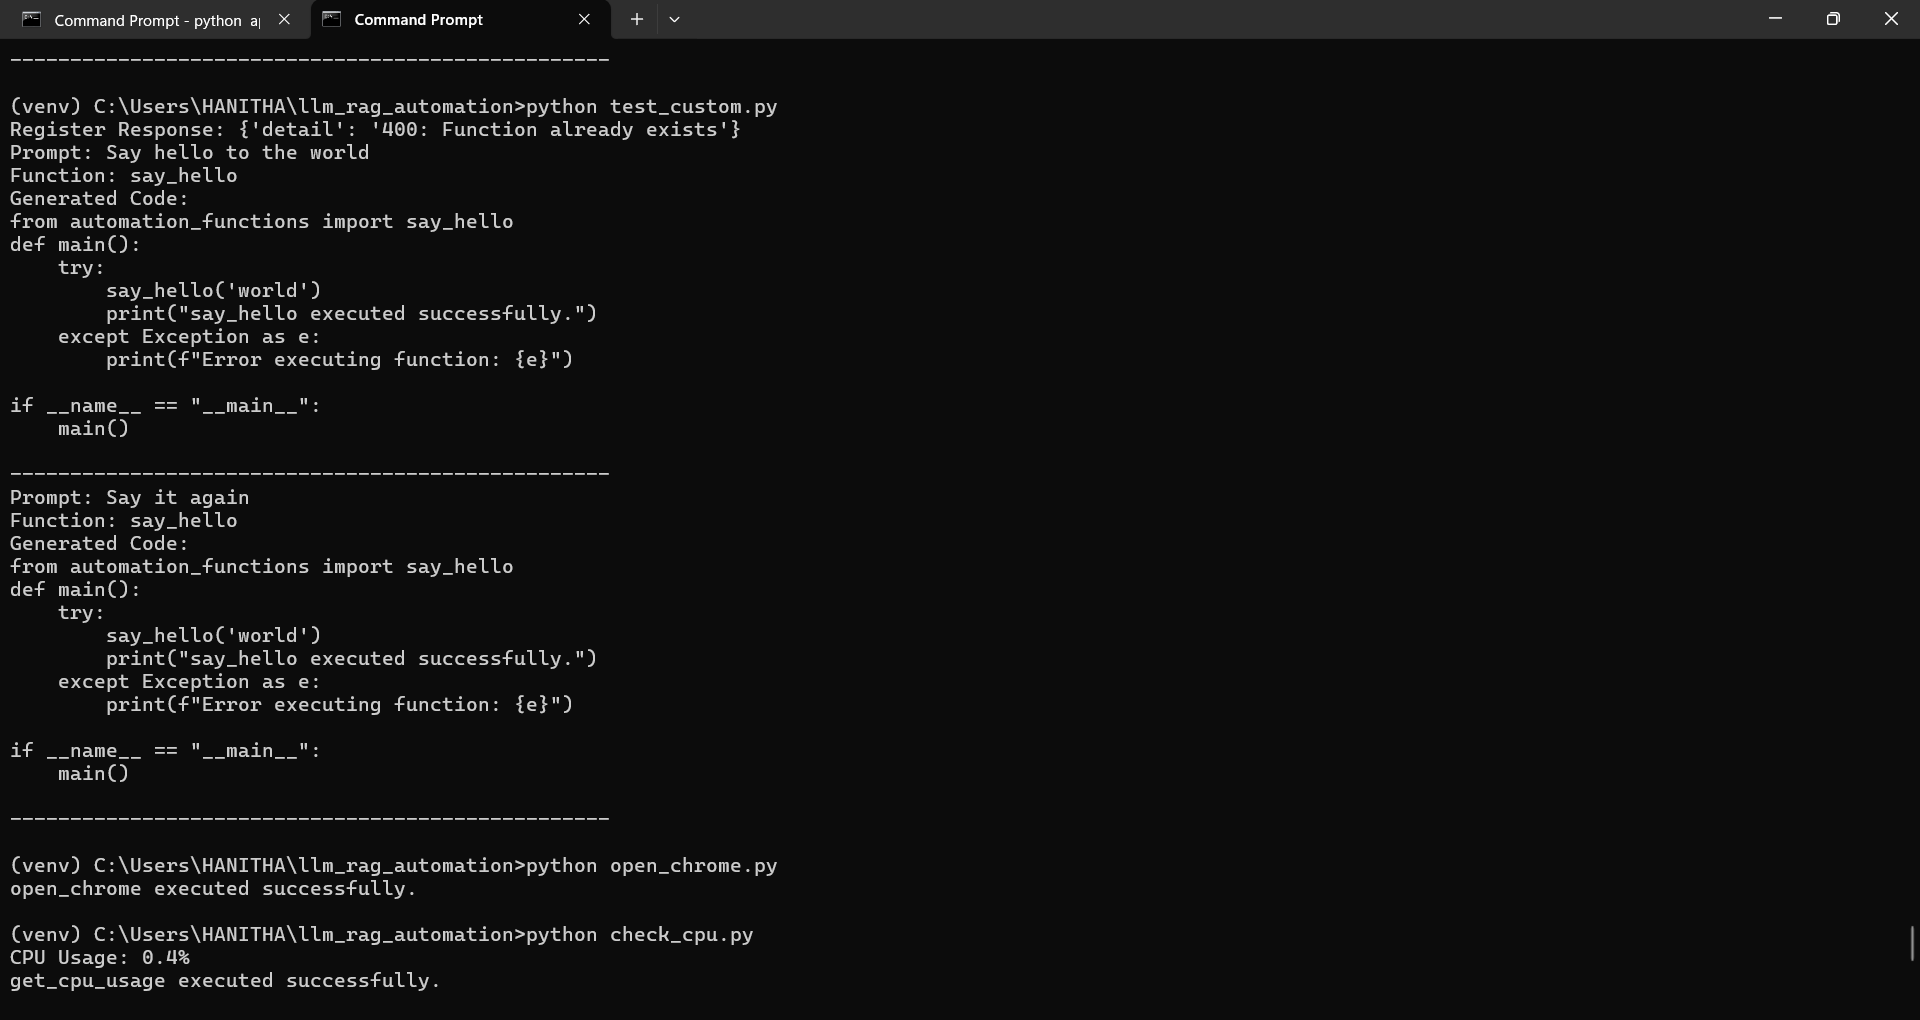 Command Prompt - python a
Command Prompt
--------------------------------------------------
(venv) C:\Users\HANITHA\llm_rag_automation>python test_custom.py
Register Response: {'detail': '400: Function already exists'}
Prompt: Say hello to the world
Function: say_hello
Generated Code:
from automation_functions import say_hello
def main():
    try:
        say_hello('world')
        print("say_hello executed successfully.")
    except Exception as e:
        print(f"Error executing function: {e}")
if __name__ == "__main__":
    main()
--------------------------------------------------
Prompt: Say it again
Function: say_hello
Generated Code:
from automation_functions import say_hello
def main():
    try:
        say_hello('world')
        print("say_hello executed successfully.")
    except Exception as e:
        print(f"Error executing function: {e}")
if __name__ == "__main__":
    main()
--------------------------------------------------
(venv) C:\Users\HANITHA\llm_rag_automation>python open_chrome.py
open_chrome executed successfully.
(venv) C:\Users\HANITHA\llm_rag_automation>python check_cpu.py
CPU Usage: 0.4%
get_cpu_usage executed successfully.